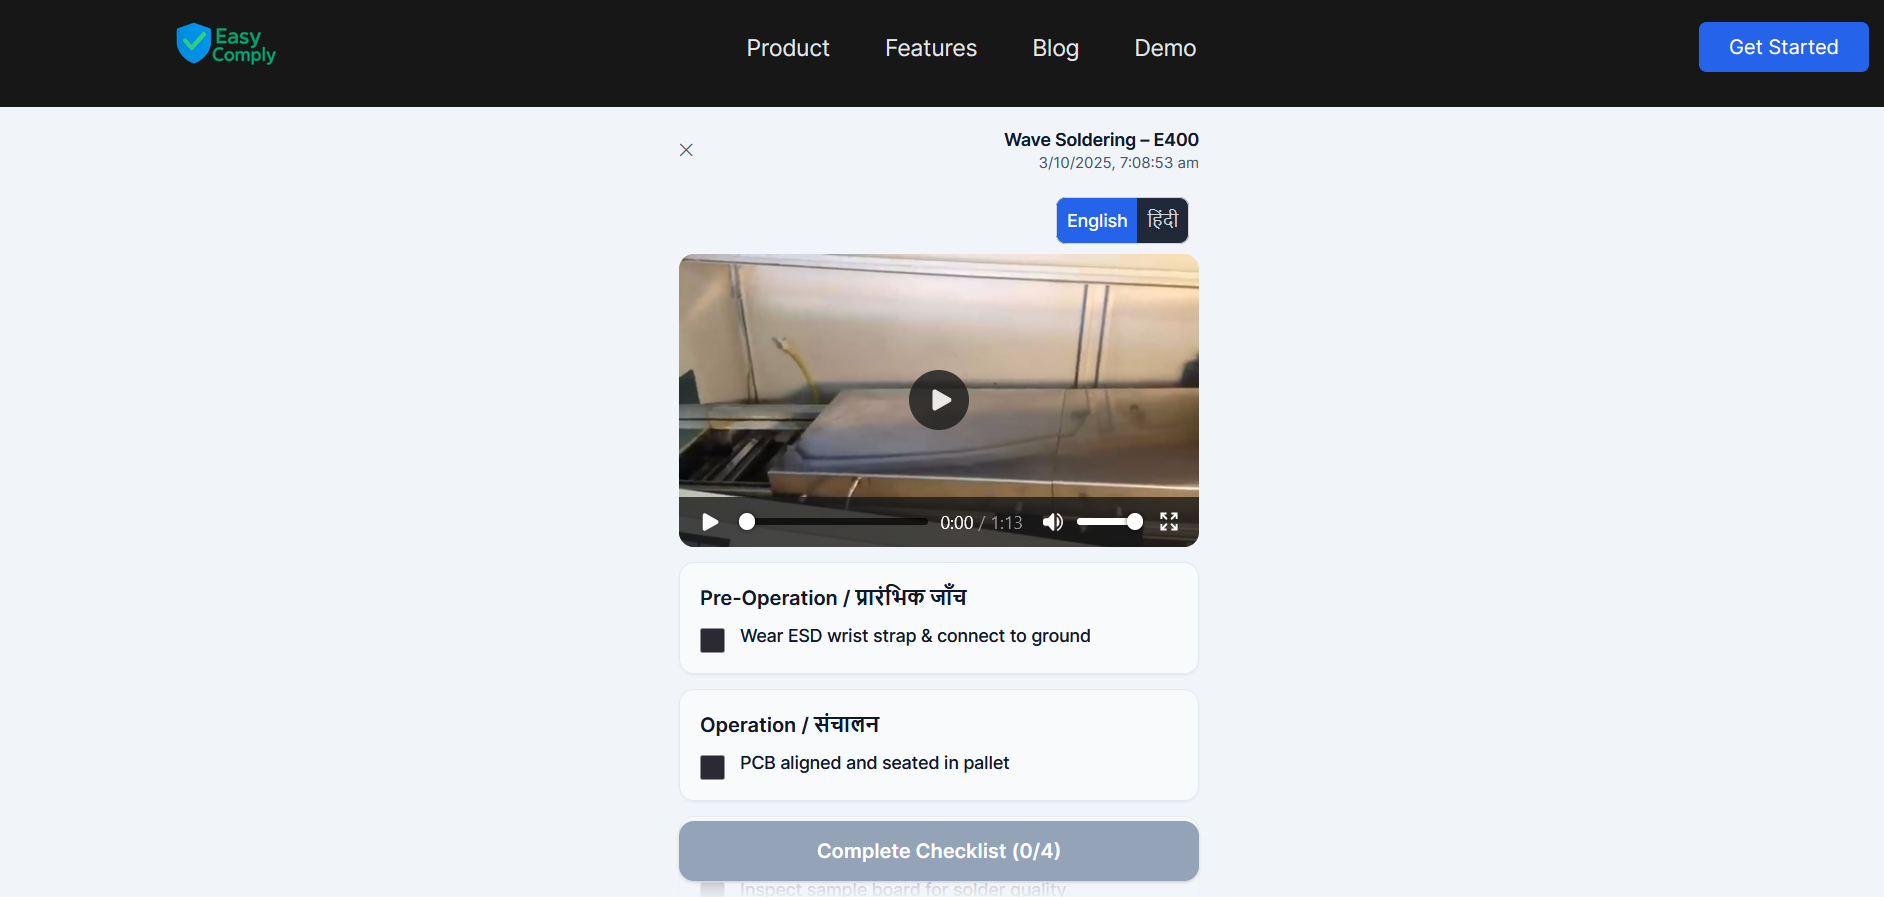 Easy
Comply
Product
Features
Blog
Demo
Get Started
Wave Soldering – E400
3/10/2025, 7:08:53 am
English
हिंदी
0:00 / 1:13
Pre-Operation / प्रारंभिक जाँच
Wear ESD wrist strap & connect to ground
Operation / संचालन
PCB aligned and seated in pallet
Complete Checklist (0/4)
Inspect sample board for solder quality